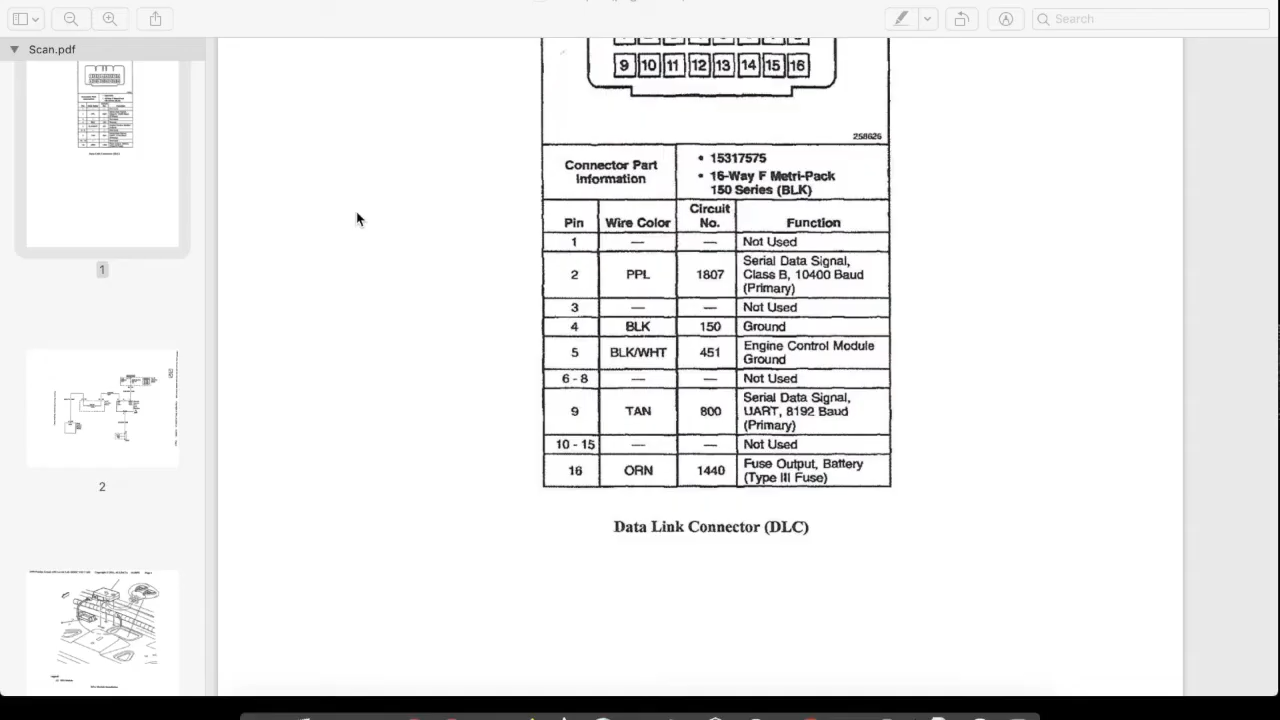 Search
Scan.pdf
1
2
9 10 11 12 13 14 15 16
258626
Connector Part
Information
• 15317575
• 16-Way F Metri-Pack
150 Series (BLK)
Pin Wire Color Circuit No. Function
1 — — Not Used
2 PPL 1807 Serial Data Signal,
Class B, 10400 Baud
(Primary)
3 — — Not Used
4 BLK 150 Ground
5 BLK/WHT 451 Engine Control Module
Ground
6 - 8 — — Not Used
9 TAN 800 Serial Data Signal,
UART, 8192 Baud
(Primary)
10 - 15 — — Not Used
16 ORN 1440 Fuse Output, Battery
(Type III Fuse)
Data Link Connector (DLC)